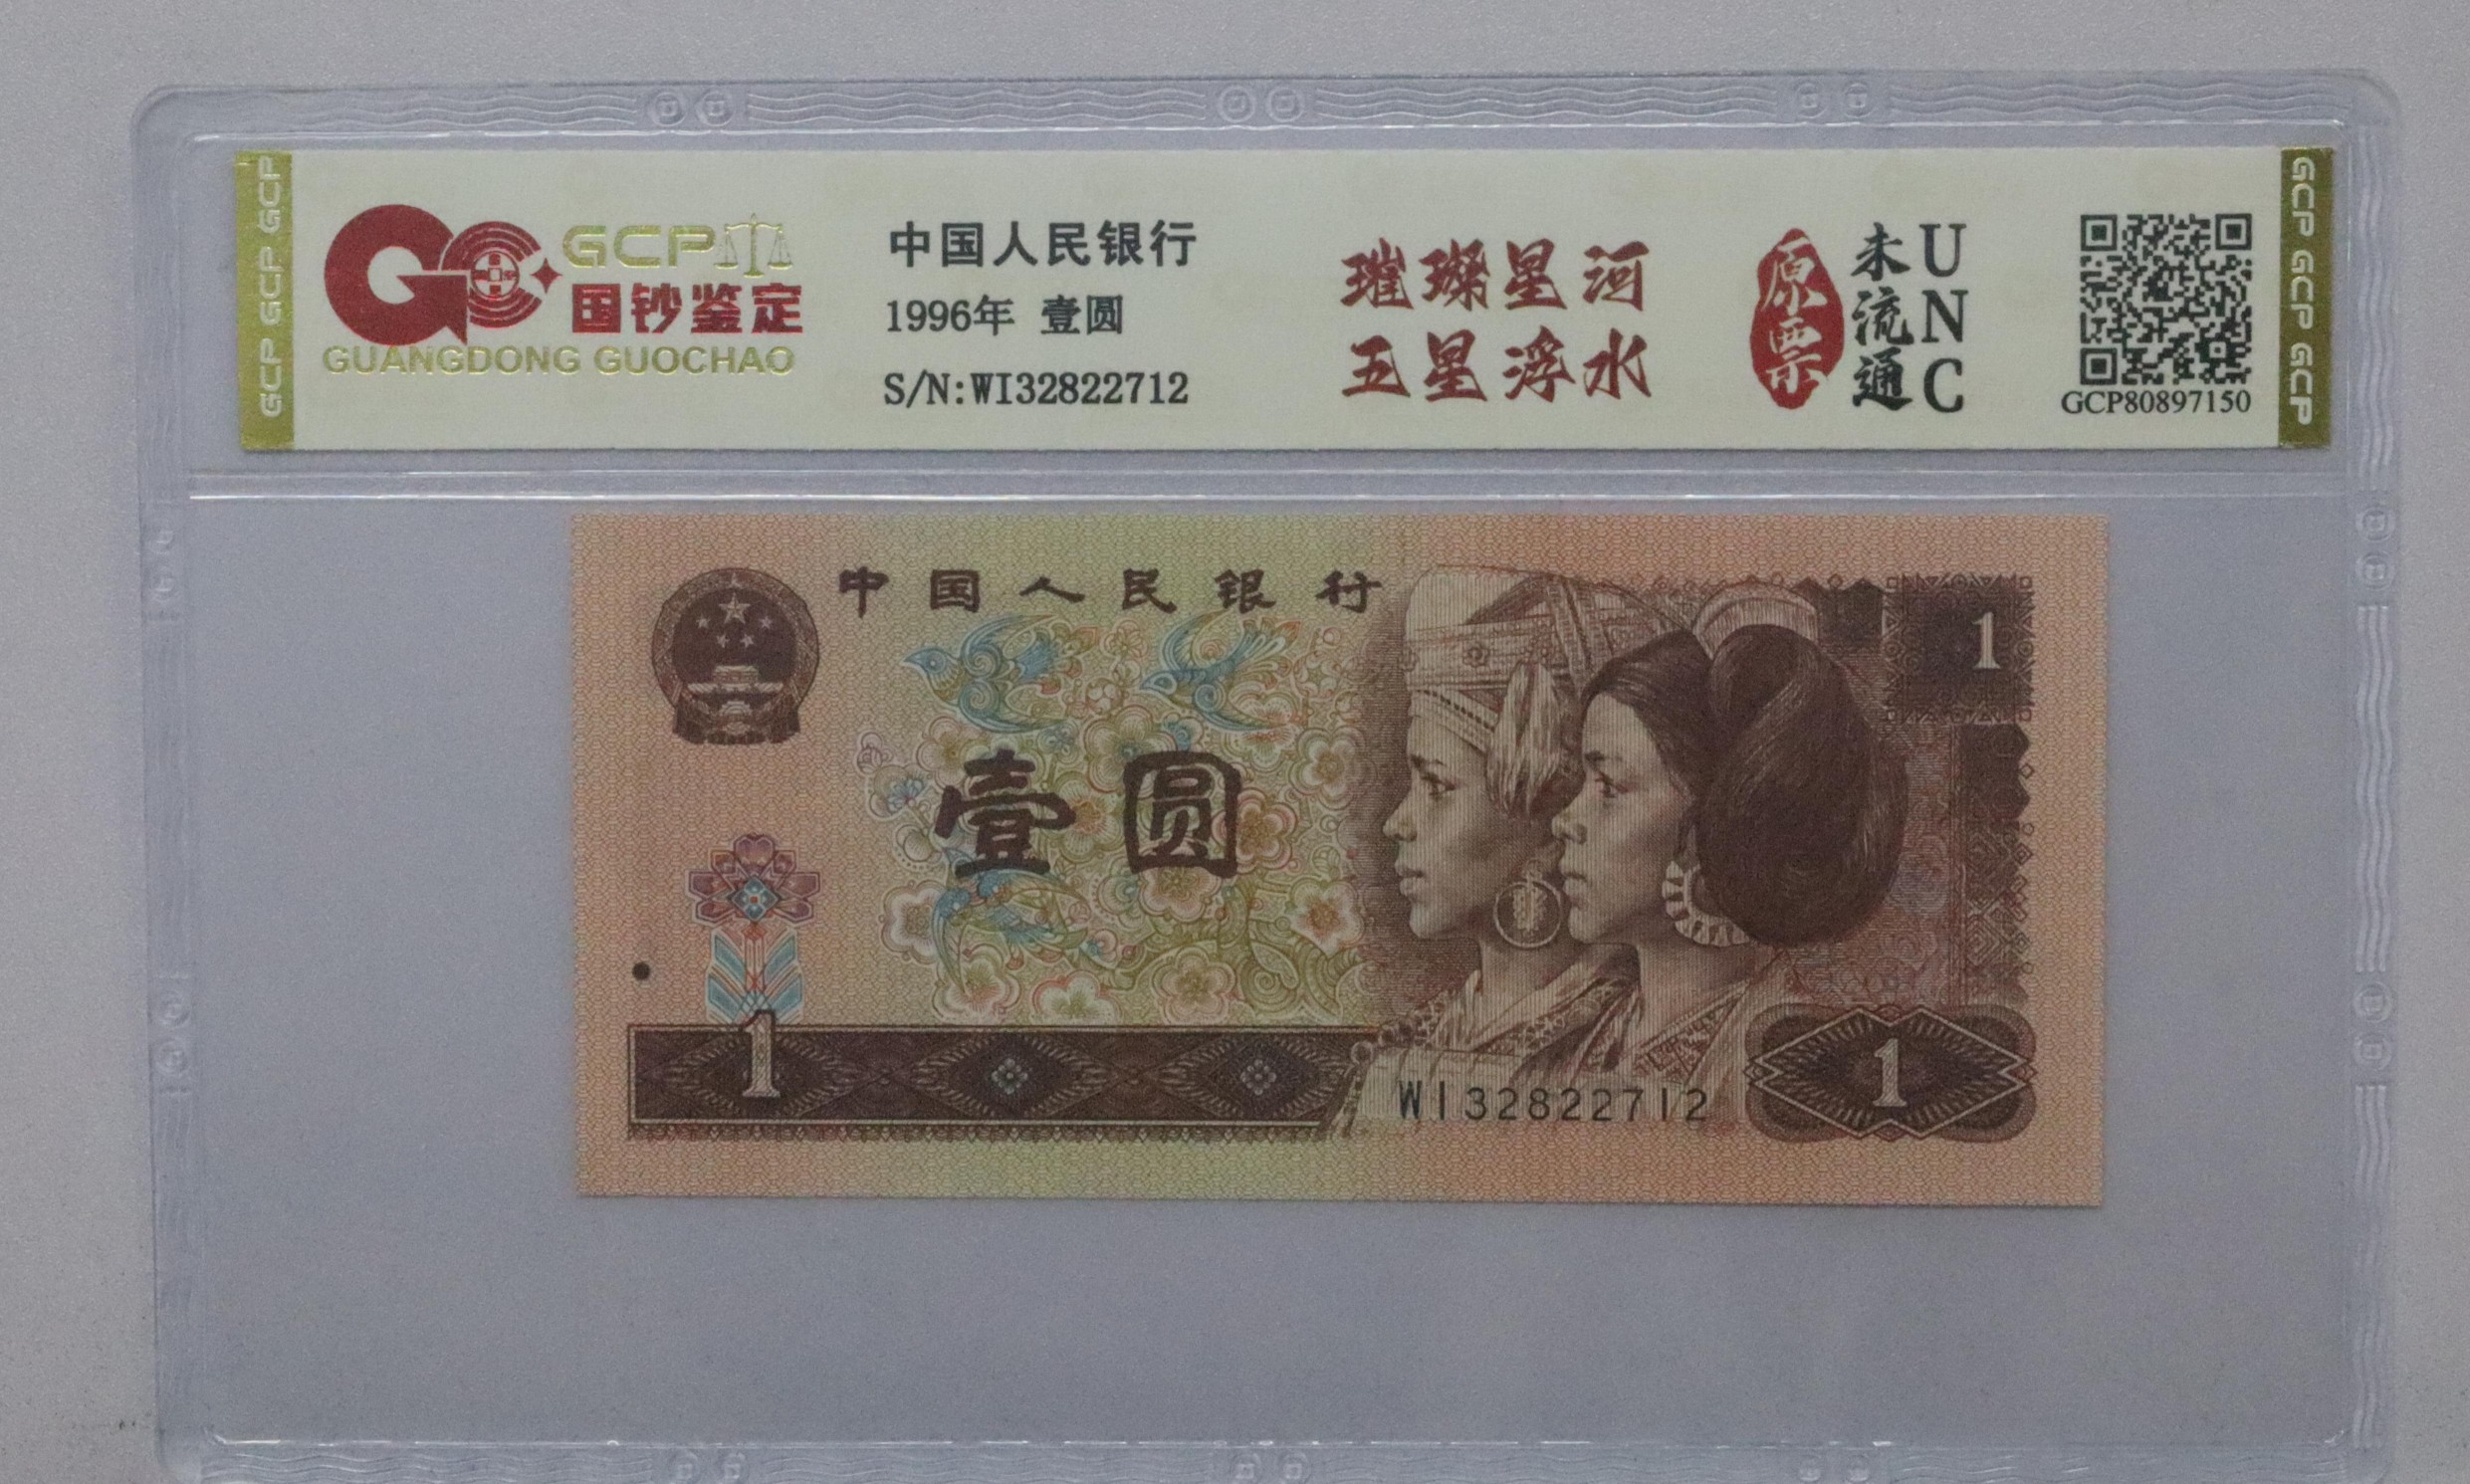 GCP GCP GCP
GCP
国钞鉴定
GUANGDONG GUOCHAO
中国人民银行
1996年 壹圆
S/N:WI32822712
璀璨星河
五星浮水
原票
未流通
UNC
GCP80897150
GCP GCP GCP
中国人民银行
1
壹圆
1
WI32822712
1